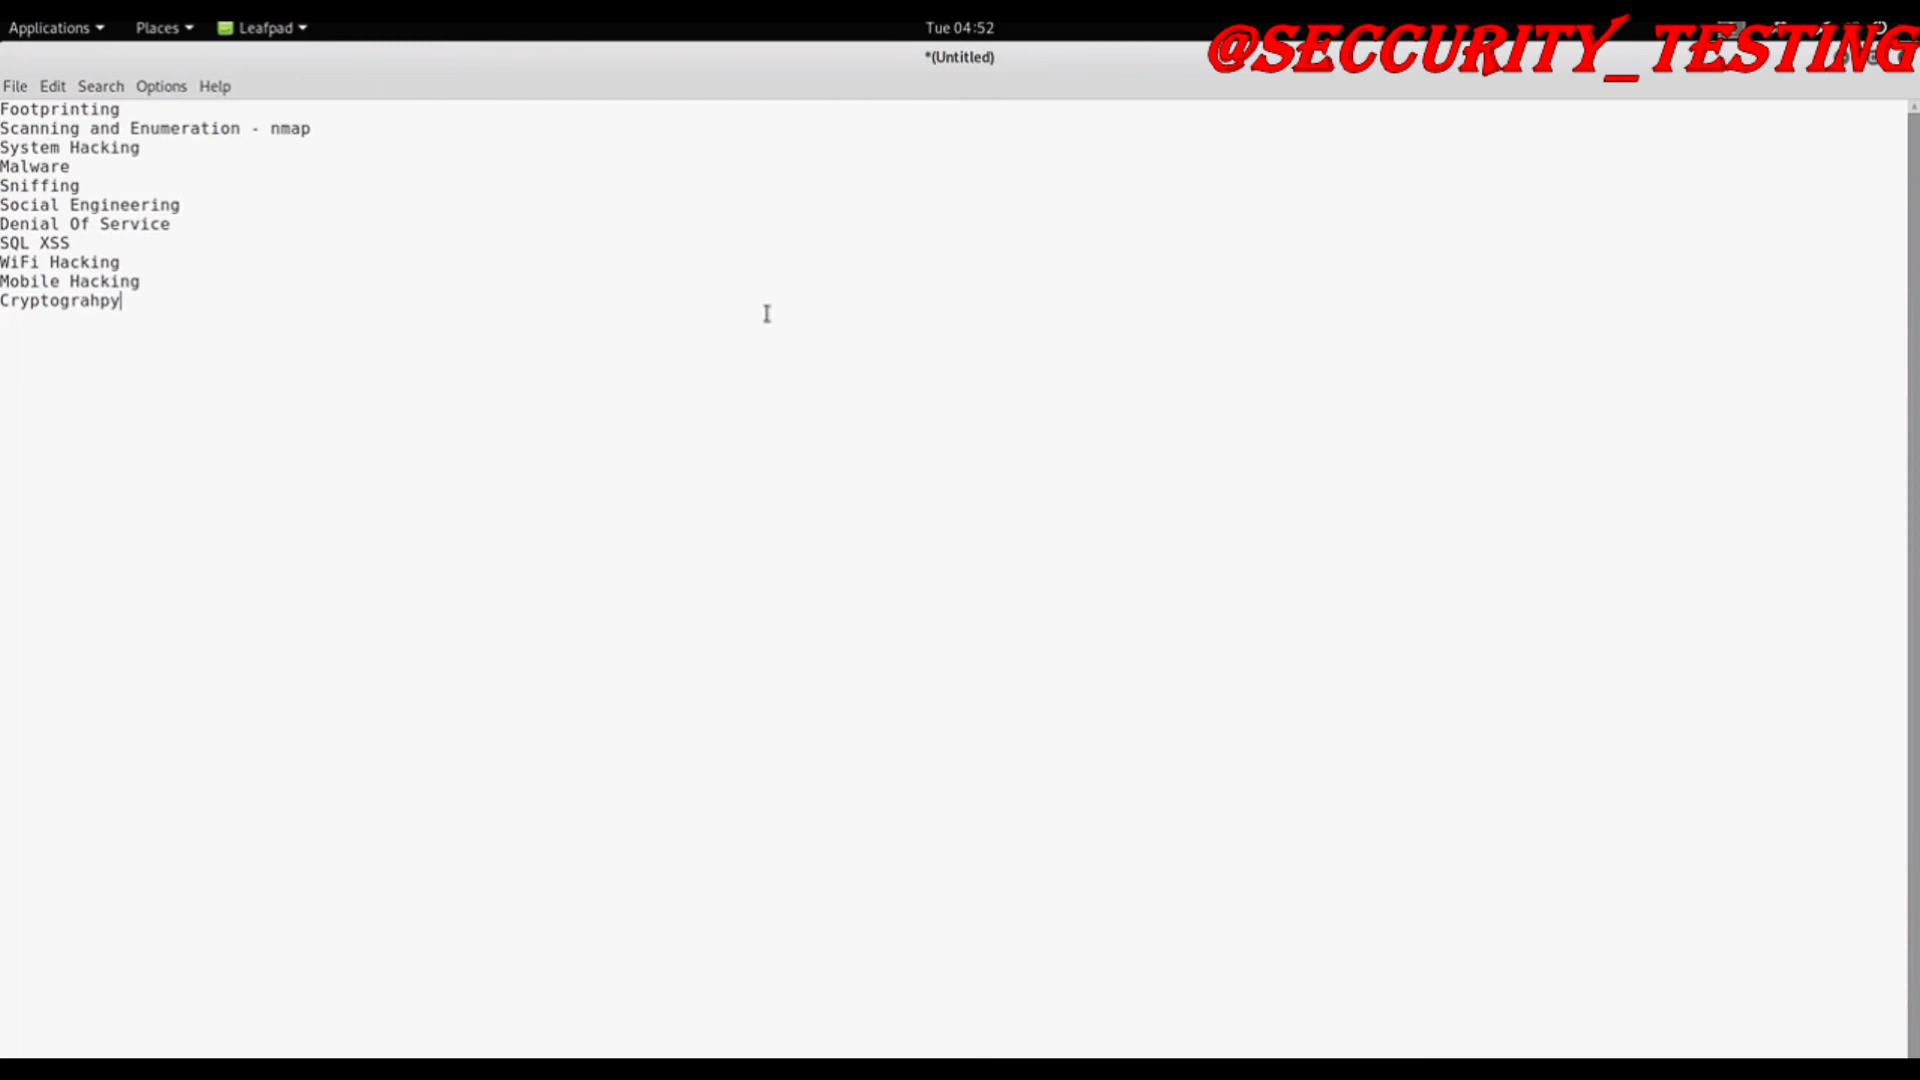 Applications Places Leafpad Tue 04:52 @SECCURITY_TESTING
*(Untitled)
File Edit Search Options Help
Footprinting
Scanning and Enumeration - nmap
System Hacking
Malware
Sniffing
Social Engineering
Denial Of Service
SQL XSS
WiFi Hacking
Mobile Hacking
Cryptograhpy